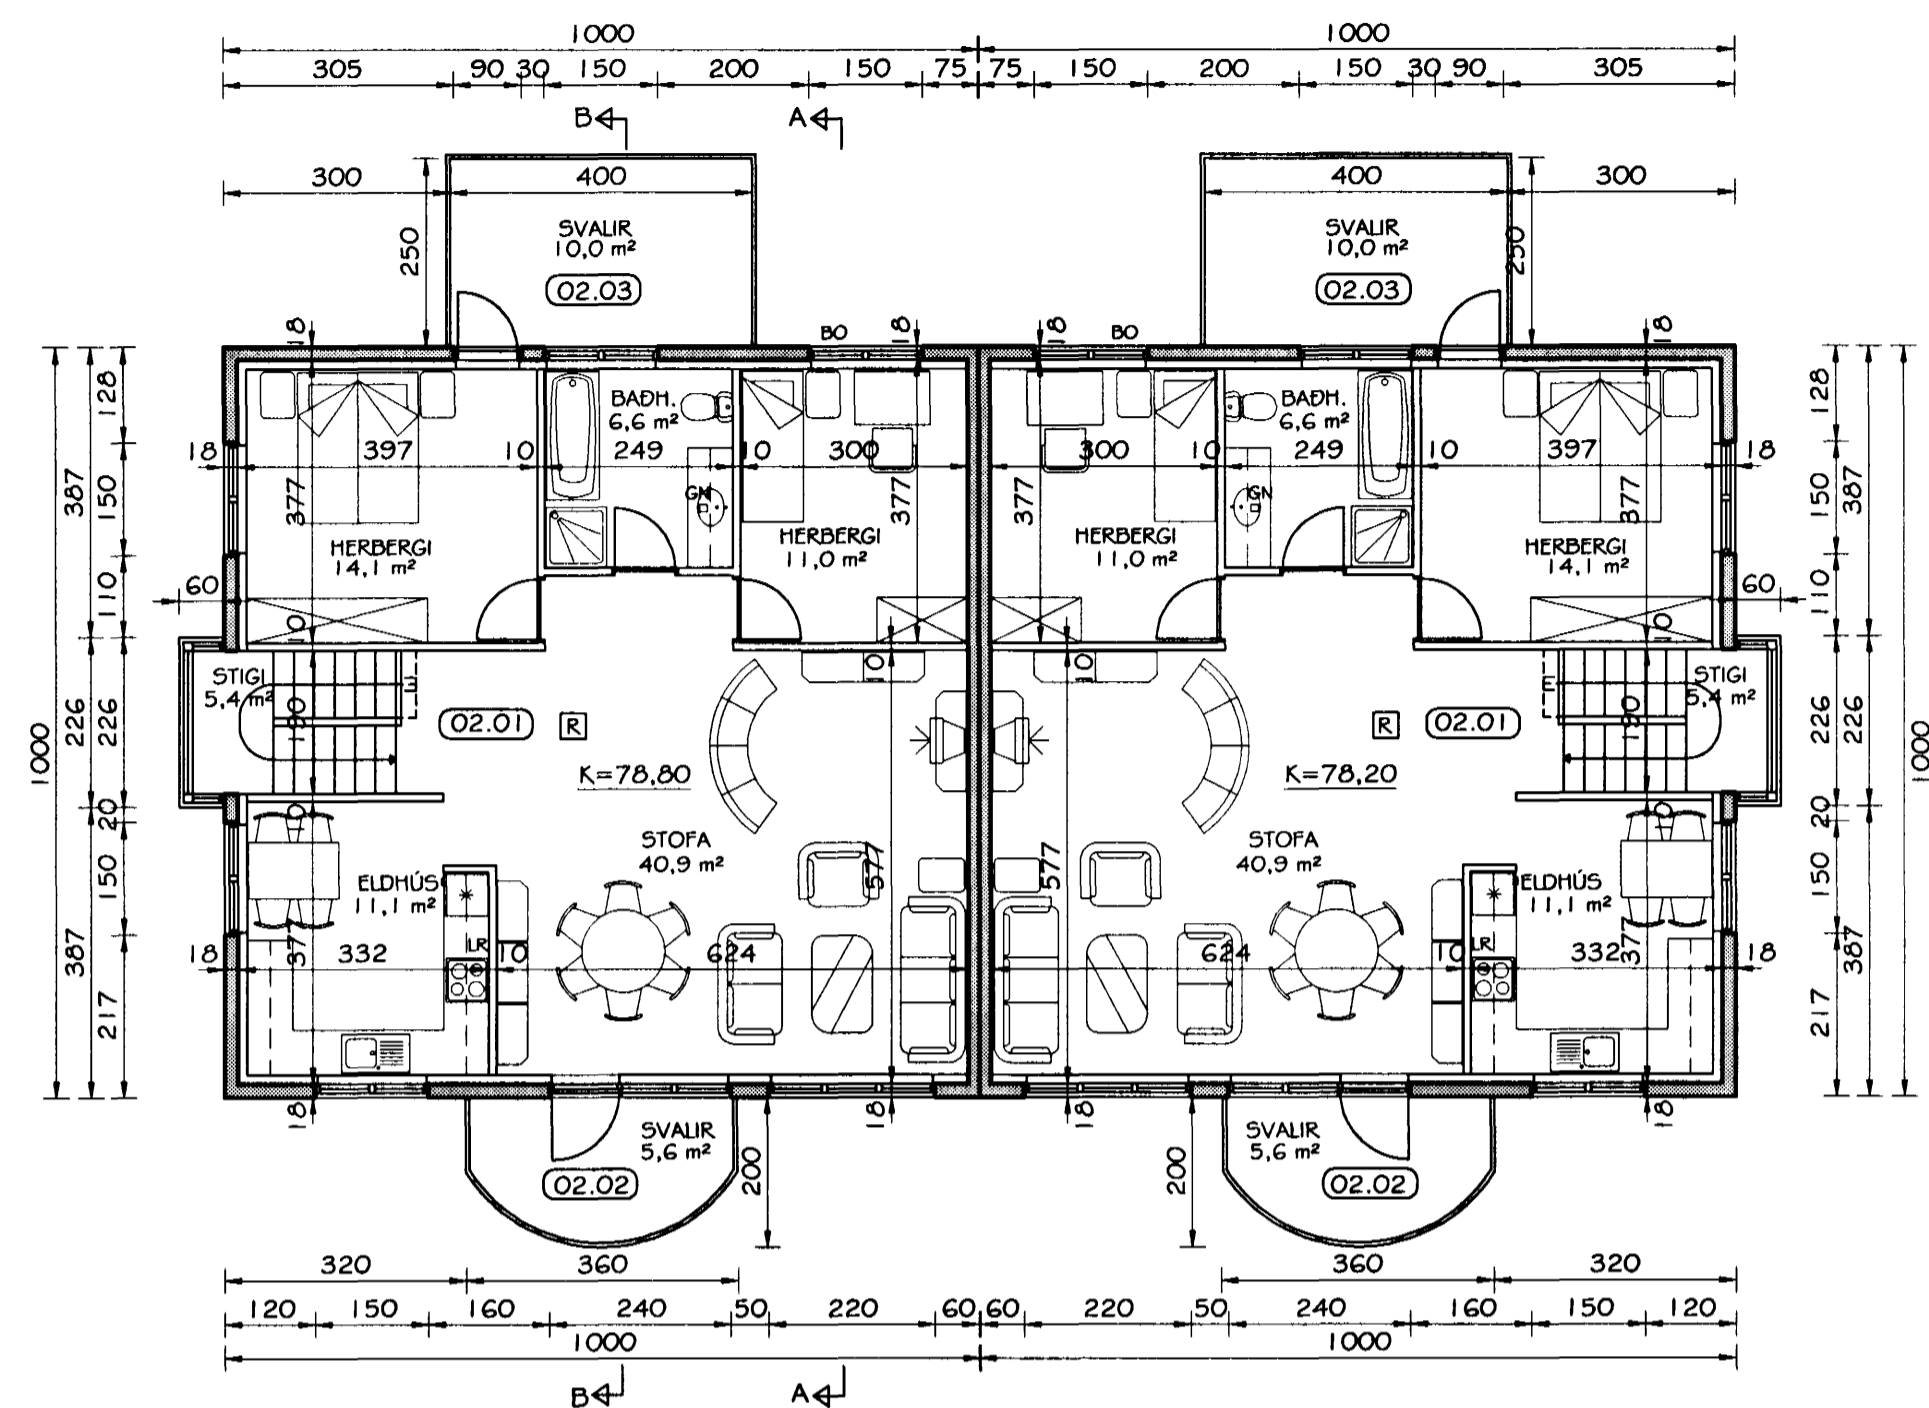 1000 1000
305 90 30 150 200 150 75 75 150 200 150 30 90 305
B A
300 400 400 300
250 SVALIR SVALIR 250
10,0 m² 10,0 m²
02.03 02.03
18 BO 18 18 BO 18
128 BAÐH. BAÐH. 128
6,6 m² 6,6 m²
18 397 10 249 10 300 300 10 249 10 397 18
387 150 377 GN 377 377 GN 377 150 387
HERBERGI HERBERGI HERBERGI HERBERGI
14,1 m² 11,0 m² 11,0 m² 14,1 m²
60 110 110 60
10 10 10 10
STIGI STIGI
5,4 m² 5,4 m²
1000 226 226 190 02.01 R R 02.01 190 226 226 1000
K=78,80 K=78,20
20 10 10 20
STOFA STOFA
40,9 m² 40,9 m²
150 ELDHÚS 577 577 ELDHÚS 150
11,1 m² 11,1 m²
387 377 LR LR 377 387
18 332 10 624 624 10 332 18
217 217
18 18 18 18
SVALIR SVALIR
5,6 m² 5,6 m²
02.02 200 200 02.02
320 360 360 320
120 150 160 240 50 220 60 60 220 50 240 160 150 120
1000 1000
B A